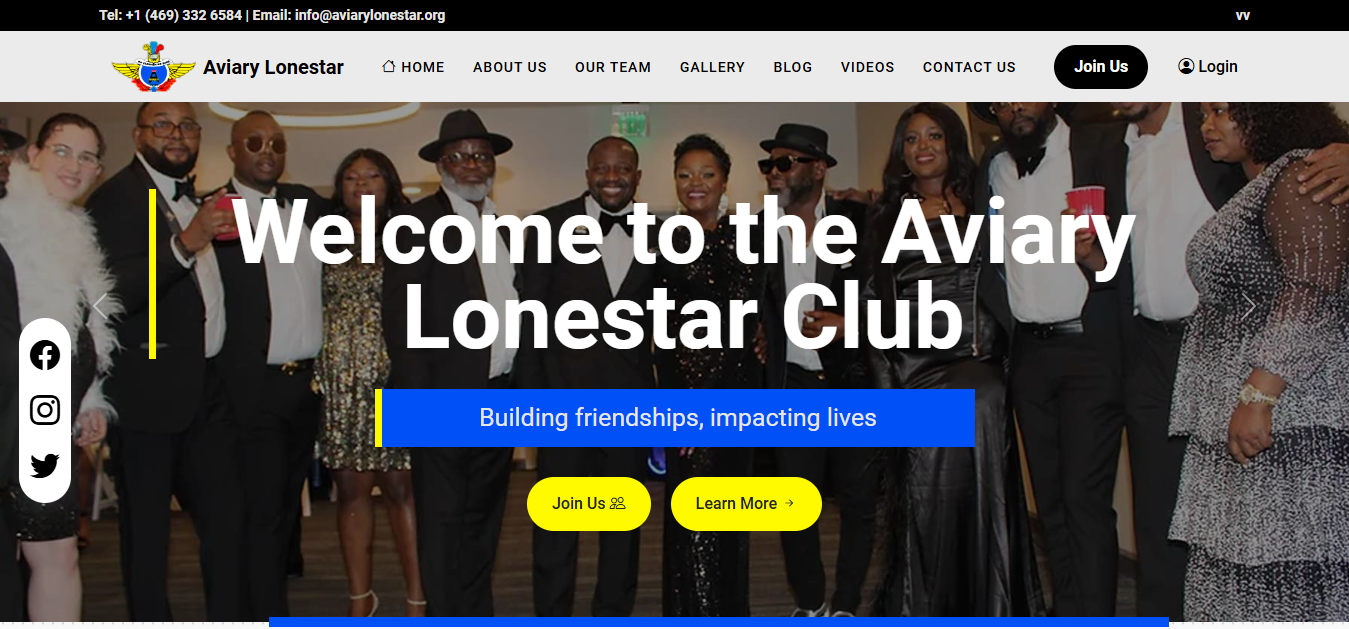 Tel: +1 (469) 332 6584 | Email: info@aviarylonestar.org
vv
Aviary Lonestar
HOME
ABOUT US
OUR TEAM
GALLERY
BLOG
VIDEOS
CONTACT US
Join Us
Login
Welcome to the Aviary
Lonestar Club
Building friendships, impacting lives
Join Us
Learn More